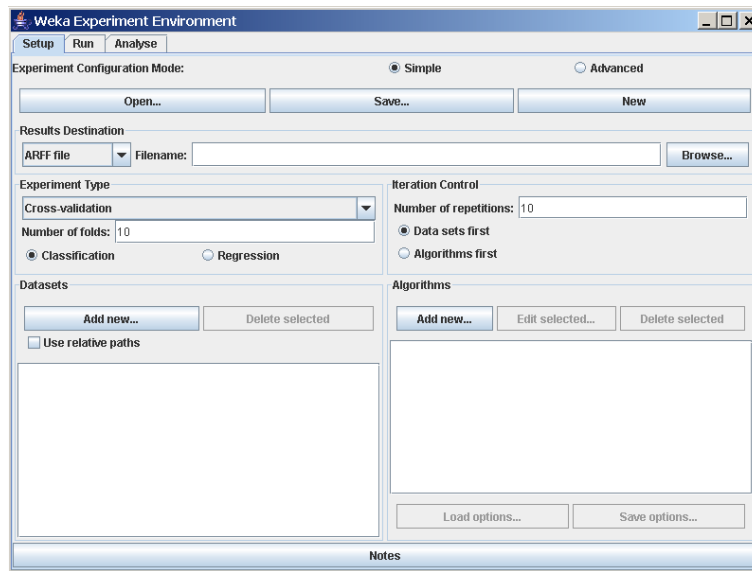 Weka Experiment Environment
Setup Run Analyse
Experiment Configuration Mode: Simple Advanced
Open... Save... New
Results Destination
ARFF file Filename: Browse...
Experiment Type
Cross-validation
Number of folds: 10
Classification Regression
Iteration Control
Number of repetitions: 10
Data sets first
Algorithms first
Datasets
Add new... Delete selected
Use relative paths
Algorithms
Add new... Edit selected... Delete selected
Load options... Save options...
Notes